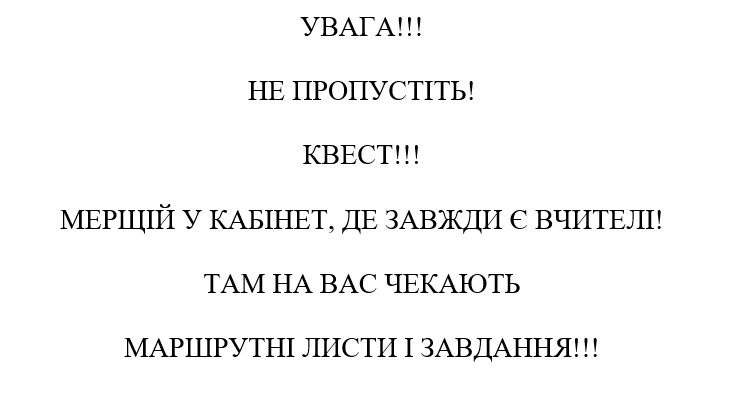 УВАГА!!!
НЕ ПРОПУСТІТЬ!
КВЕСТ!!!
МЕРЩІЙ У КАБІНЕТ, ДЕ ЗАВЖДИ Є ВЧИТЕЛІ!
ТАМ НА ВАС ЧЕКАЮТЬ
МАРШРУТНІ ЛИСТИ І ЗАВДАННЯ!!!